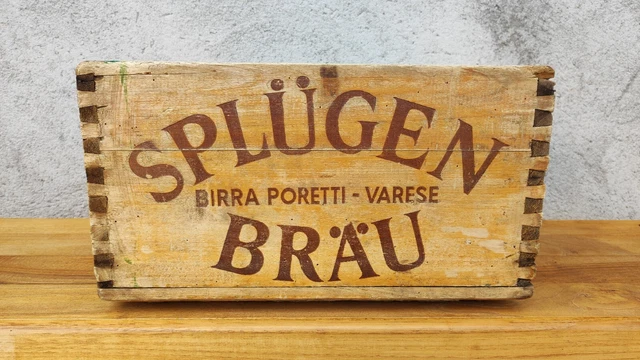 SPLÜGEN
BIRRA PORETTI - VARESE
BRÄU